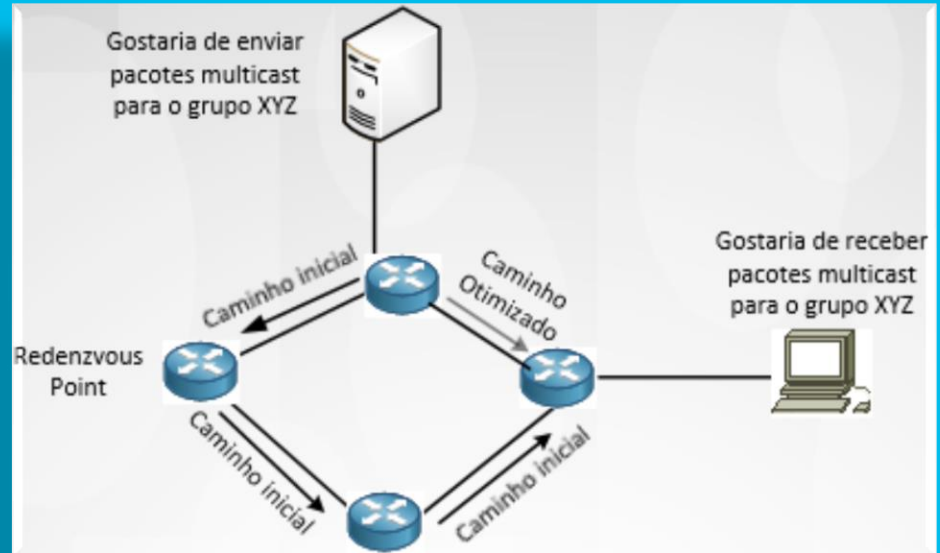 Gostaria de enviar
pacotes multicast
para o grupo XYZ
Gostaria de receber
pacotes multicast
para o grupo XYZ
Caminho inicial
Caminho
Otimizado
Redenzvous
Point
Caminho inicial
Caminho inicial